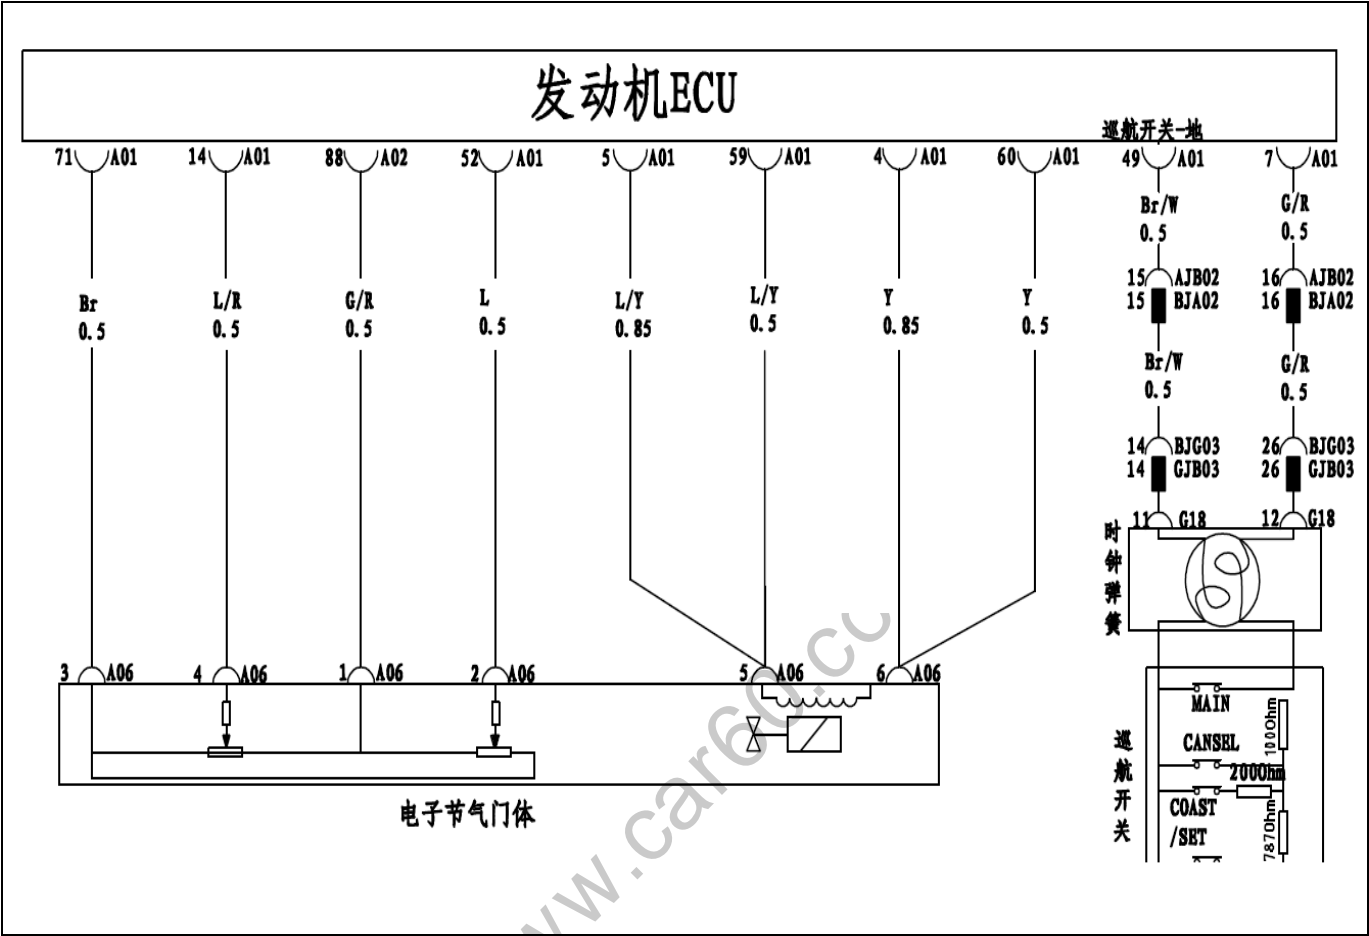 发动机ECU
巡航开关-地
71 A01 14 A01 88 A02 52 A01 5 A01 59 A01 4 A01 60 A01 49 A01 7 A01
Br/W G/R
0.5 0.5
15 AJB02 16 AJB02
15 BJA02 16 BJA02
Br L/R G/R L L/Y L/Y Y Y
0.5 0.5 0.5 0.5 0.85 0.5 0.85 0.5
Br/W G/R
0.5 0.5
14 BJG03 26 BJG03
14 GJB03 26 GJB03
11 G18 12 G18
时钟弹簧
3 A06 4 A06 1 A06 2 A06 5 A06 6 A06
MAIN
100Ohm
CANSEL
200Ohm
COAST
/SET
787Ohm
巡航开关
电子节气门体
ww.car60.cc